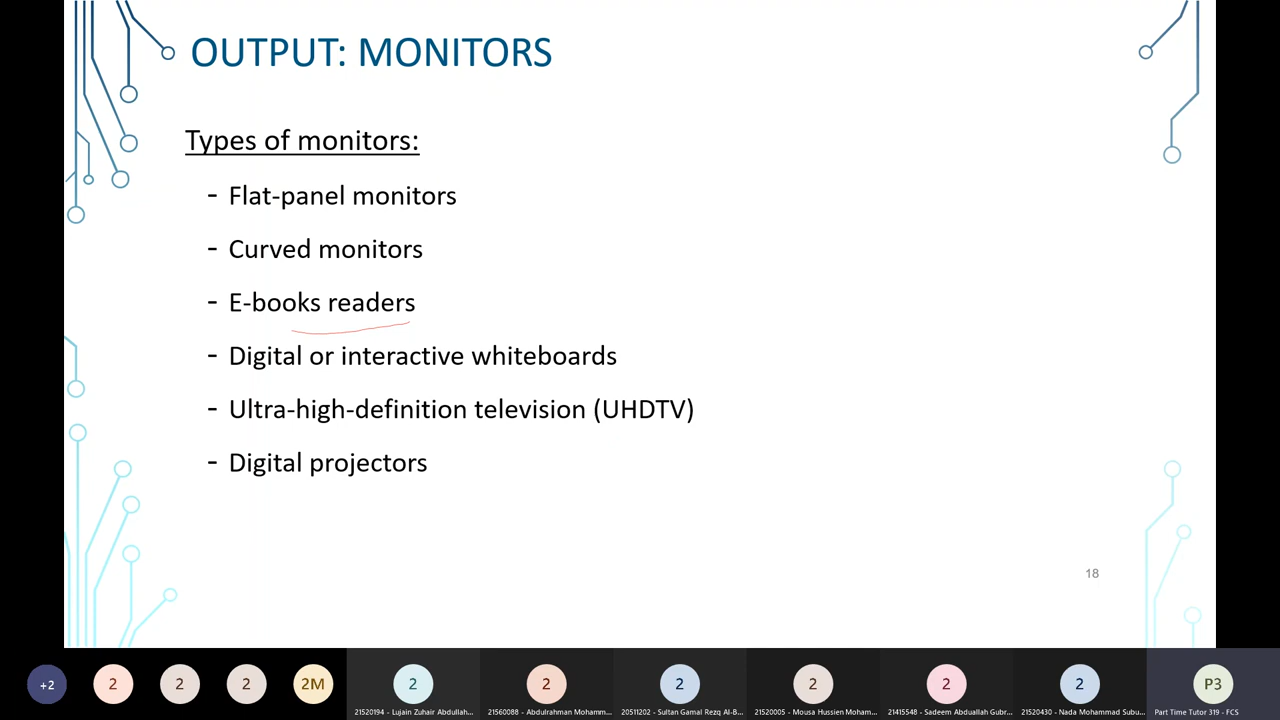 OUTPUT: MONITORS
Types of monitors:
- Flat-panel monitors
- Curved monitors
- E-books readers
- Digital or interactive whiteboards
- Ultra-high-definition television (UHDTV)
- Digital projectors
18
+2
2
2
2
2M
2
2
2
2
2
2
P3
21520194 - Lujain Zuhair Abdullah...
21560088 - Abdulrahman Mohamm...
20511202 - Sultan Gamal Rezq Al-B...
21520005 - Mousa Hussien Moham...
21415548 - Sadeem Abduallah Gubr...
21520430 - Nada Mohammad Subu...
Part Time Tutor 319 - FCS